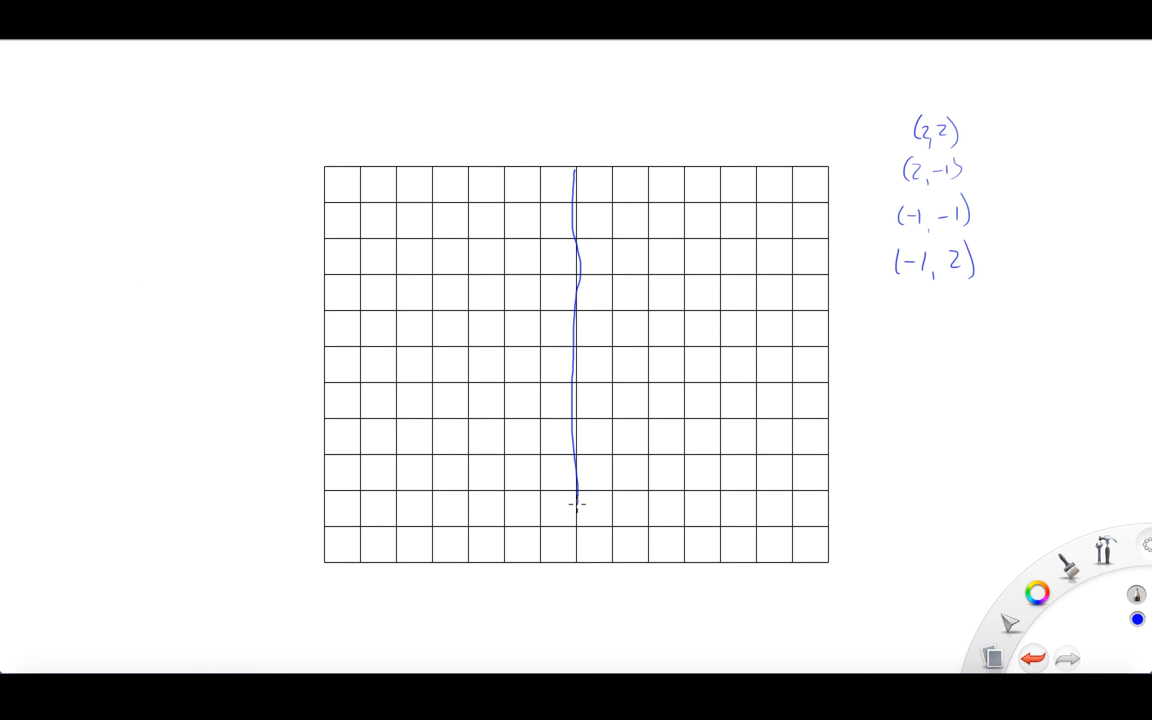 (2,2)
(2,-1)
(-1,-1)
(-1, 2)